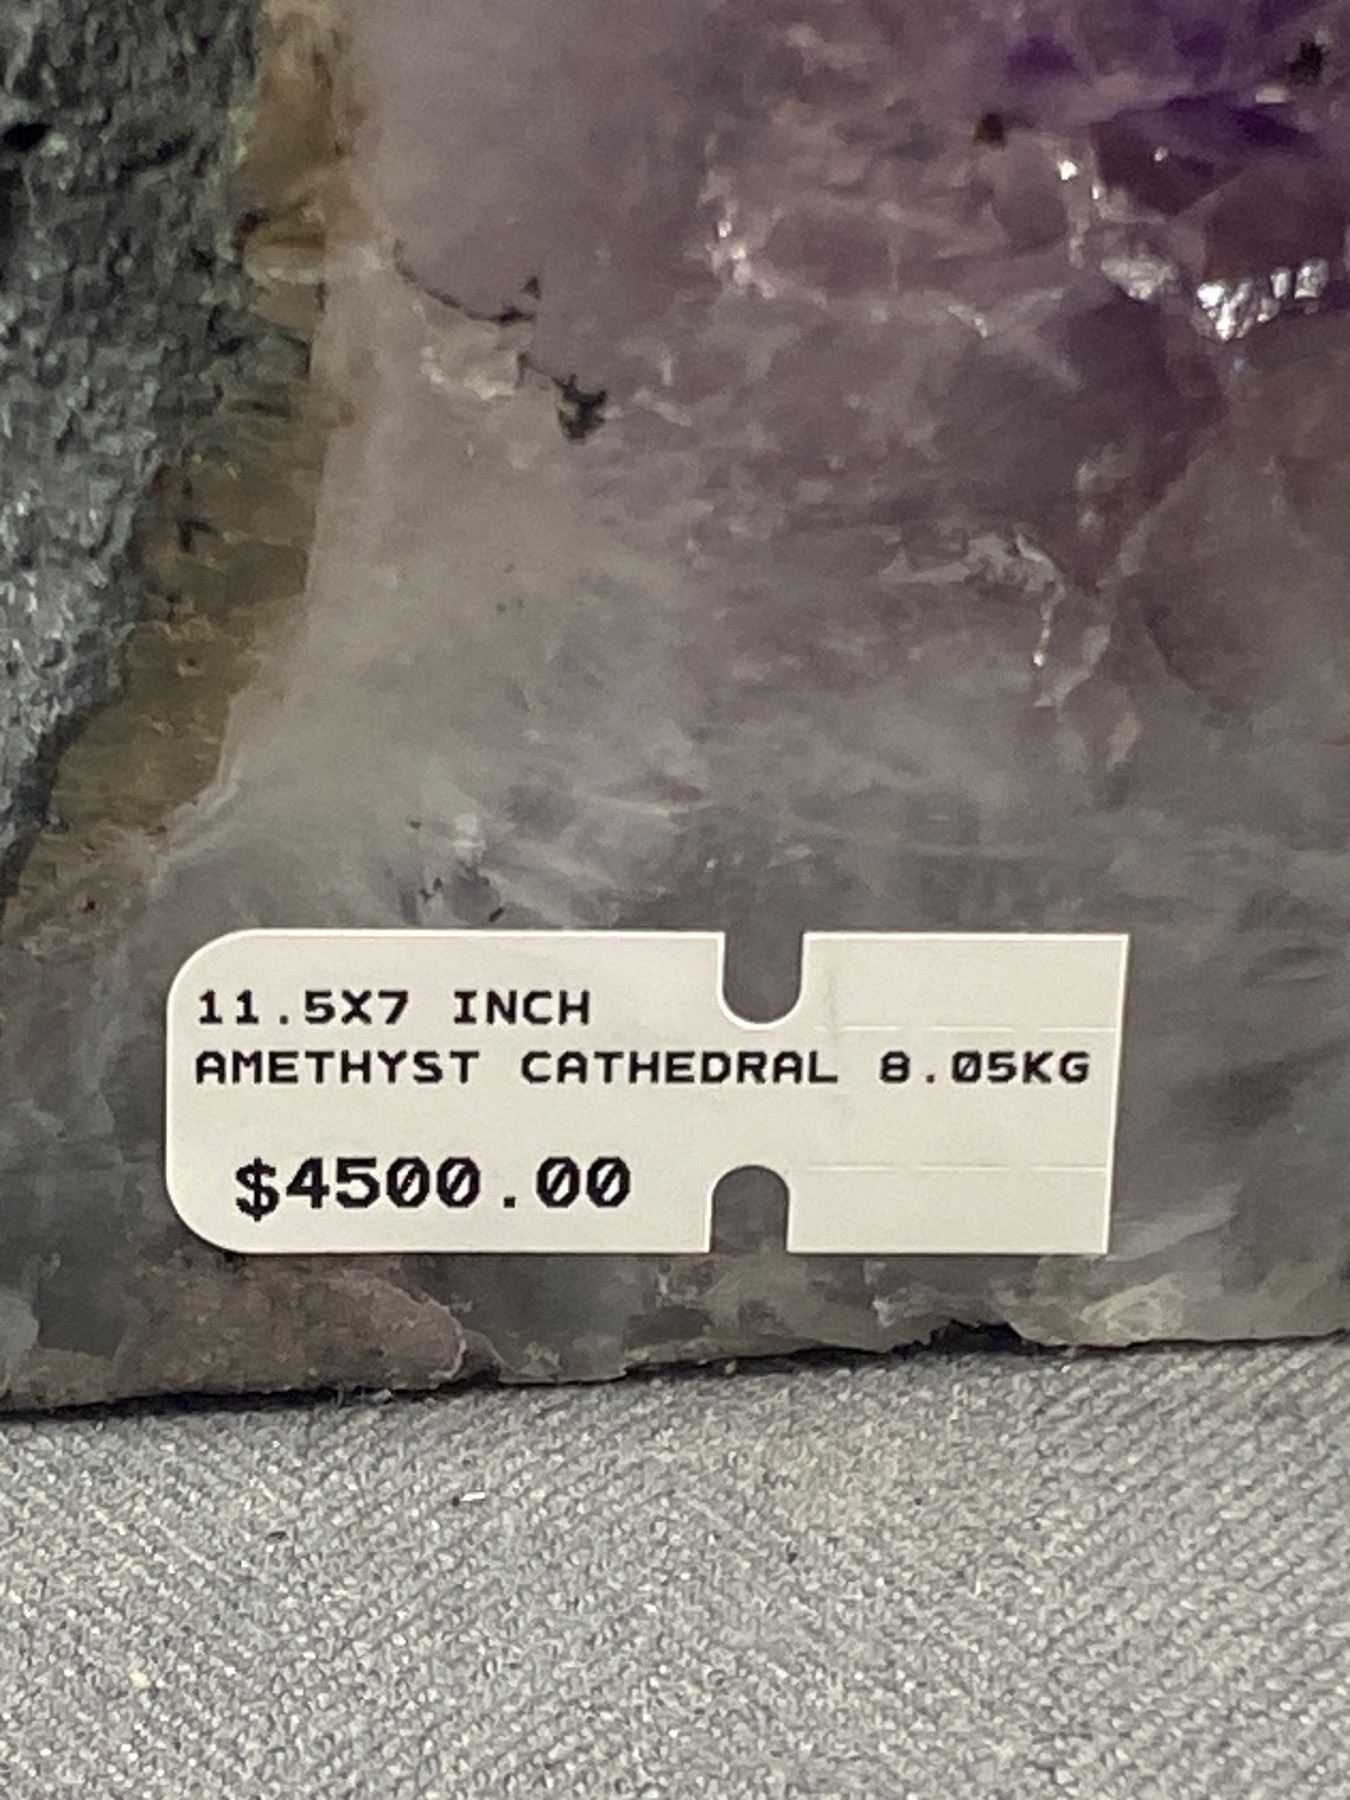 11.5X7 INCH
AMETHYST CATHEDRAL 8.05KG
$4500.00